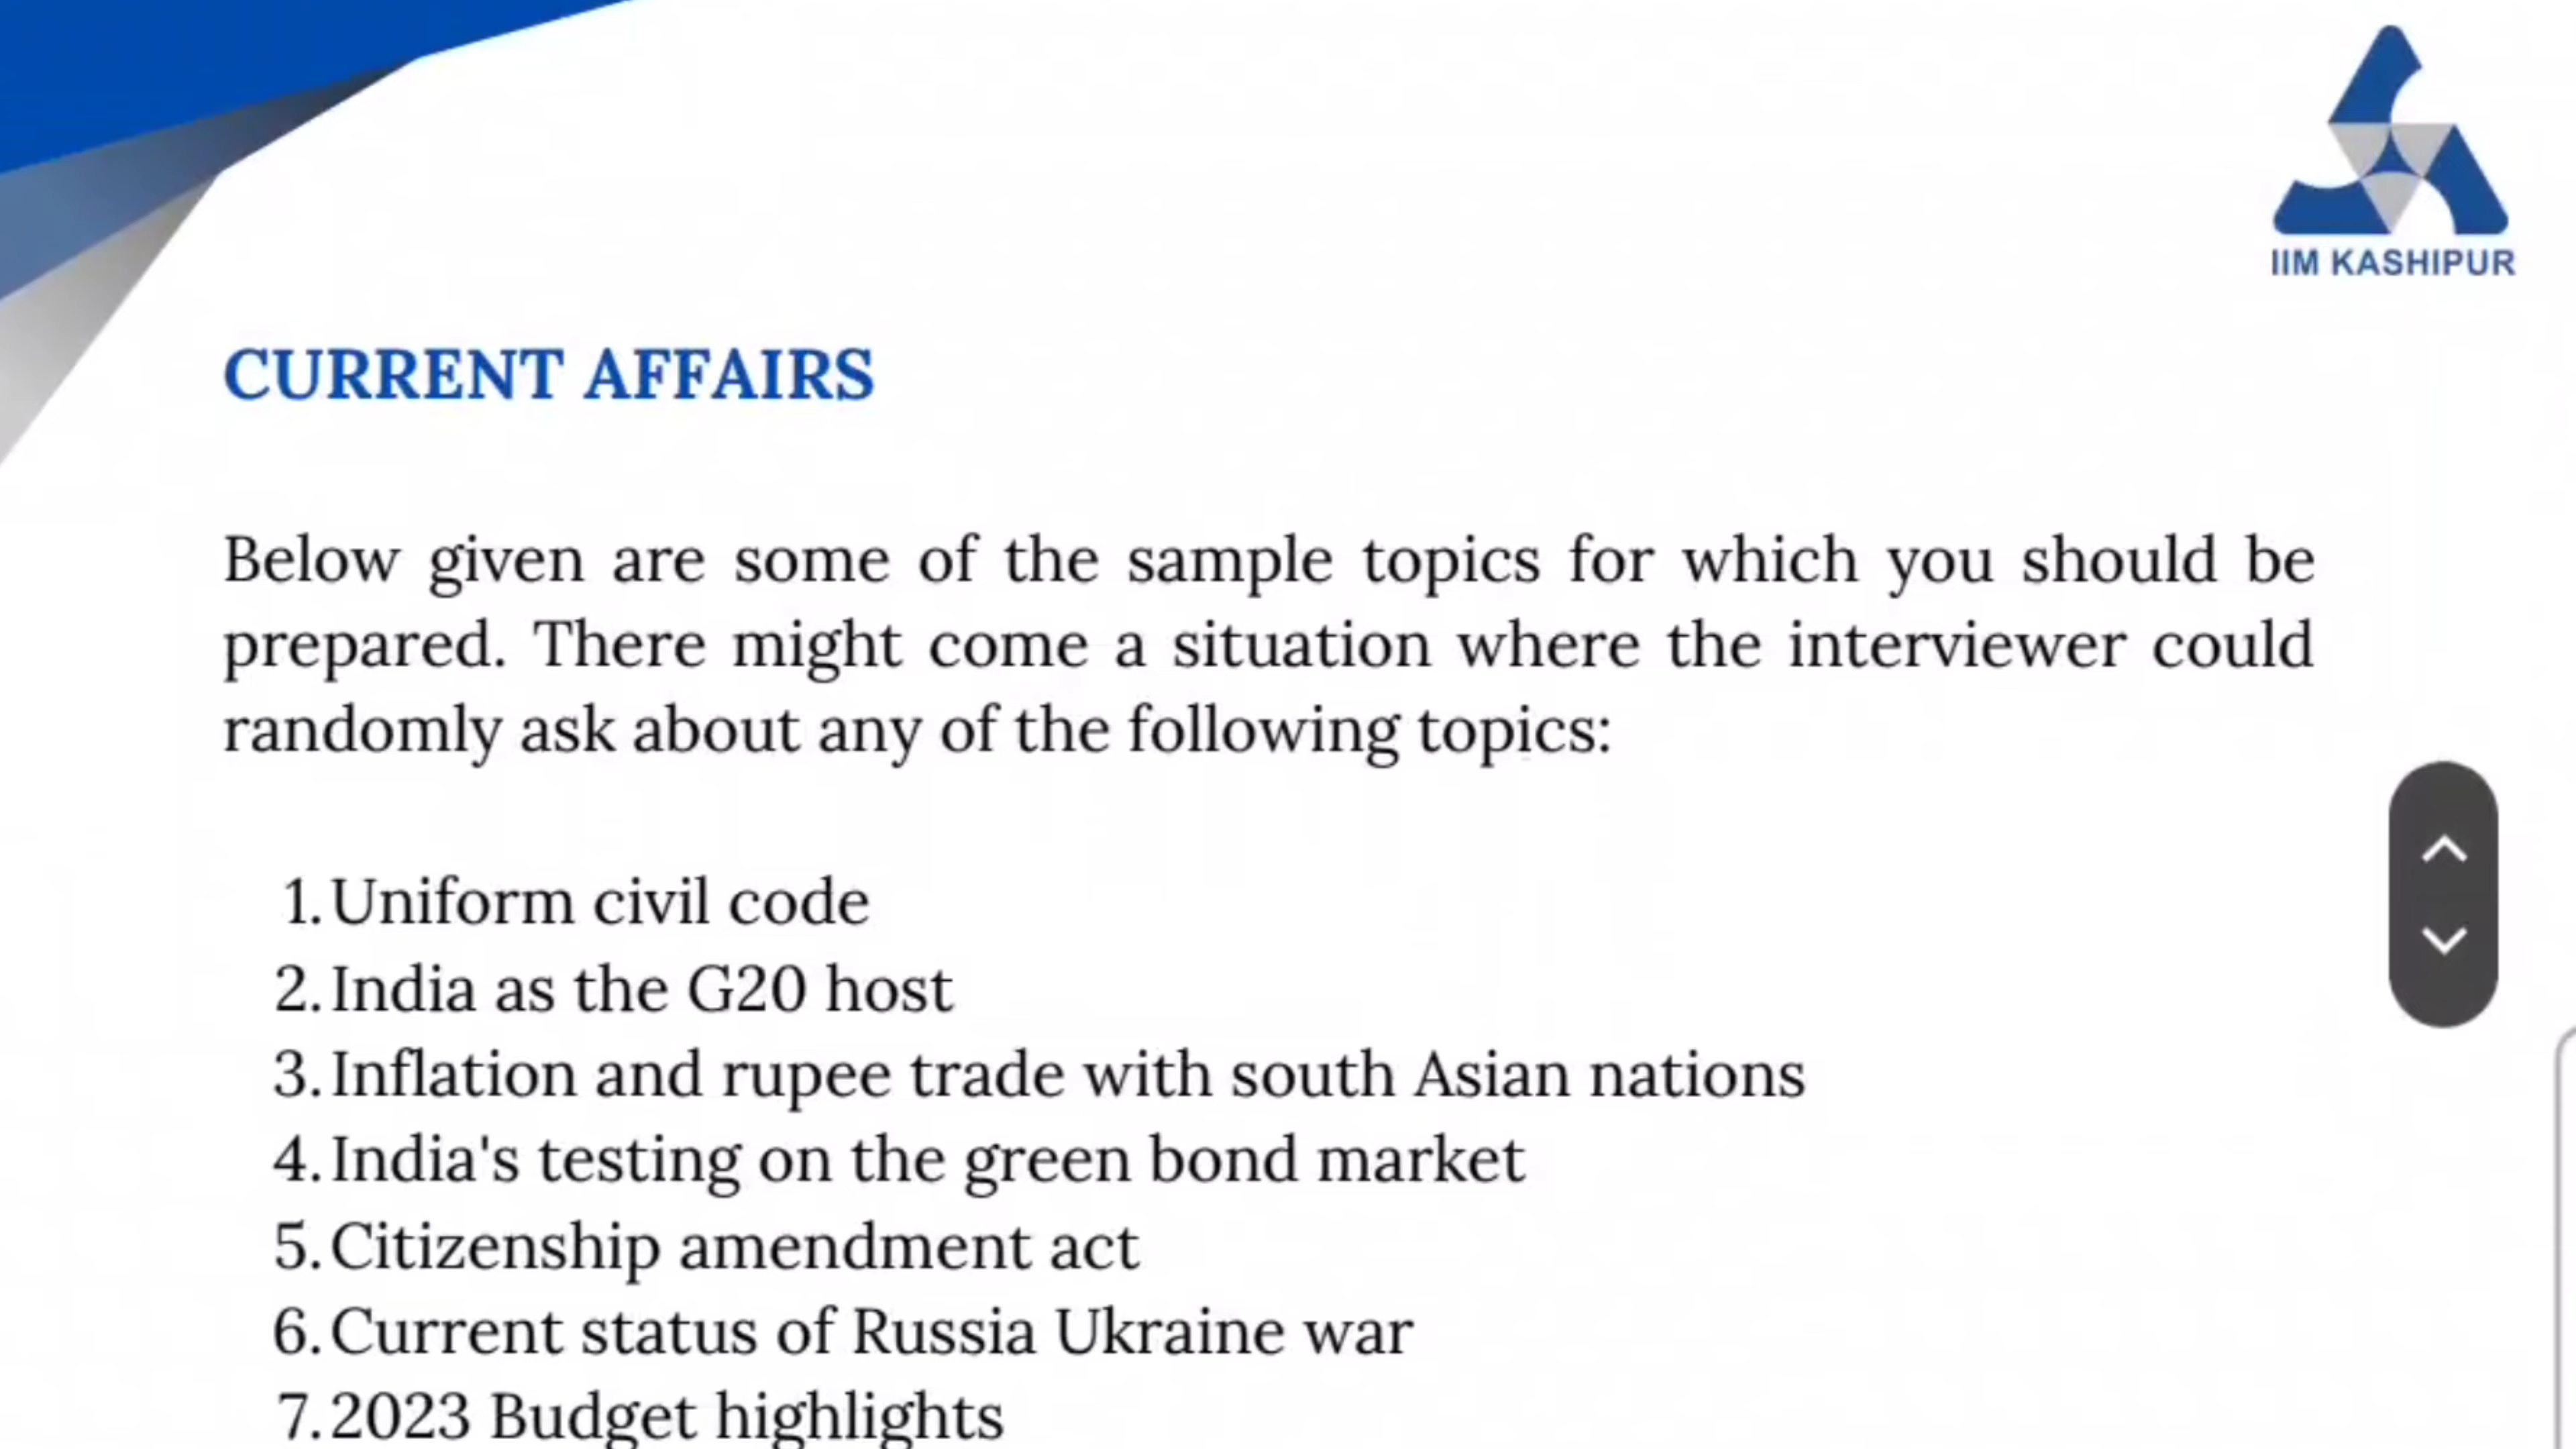 IIM KASHIPUR
CURRENT AFFAIRS
Below given are some of the sample topics for which you should be
prepared. There might come a situation where the interviewer could
randomly ask about any of the following topics:
1. Uniform civil code
2. India as the G20 host
3. Inflation and rupee trade with south Asian nations
4. India's testing on the green bond market
5. Citizenship amendment act
6. Current status of Russia Ukraine war
7. 2023 Budget highlights